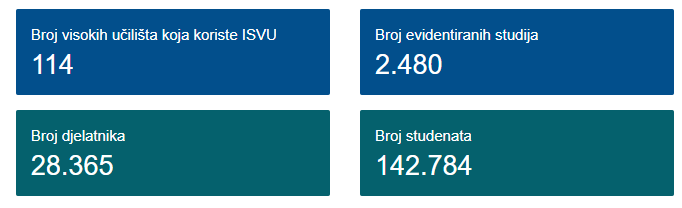 Broj visokih učilišta koja koriste ISVU
114
Broj evidentiranih studija
2.480
Broj djelatnika
28.365
Broj studenata
142.784